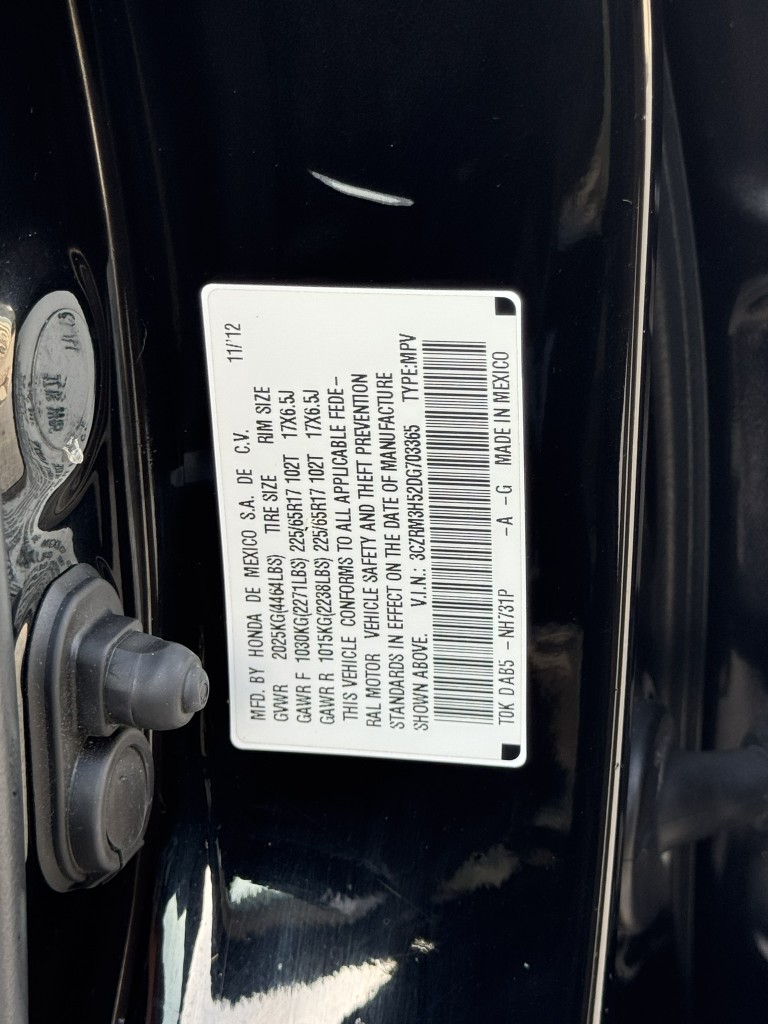 MFD. BY HONDA DE MEXICO S.A. DE C.V. 11/'12
GVWR 2025KG(4464LBS) TIRE SIZE RIM SIZE
GAWR F 1030KG(2271LBS) 225/65R17 102T 17X6.5J
GAWR R 1015KG(2238LBS) 225/65R17 102T 17X6.5J
THIS VEHICLE CONFORMS TO ALL APPLICABLE FEDE-
RAL MOTOR VEHICLE SAFETY AND THEFT PREVENTION
STANDARDS IN EFFECT ON THE DATE OF MANUFACTURE
SHOWN ABOVE. V.I.N.: 3CZRM3H52DG703365 TYPE:MPV
T0K D AB5 -NH731P -A -G MADE IN MEXICO